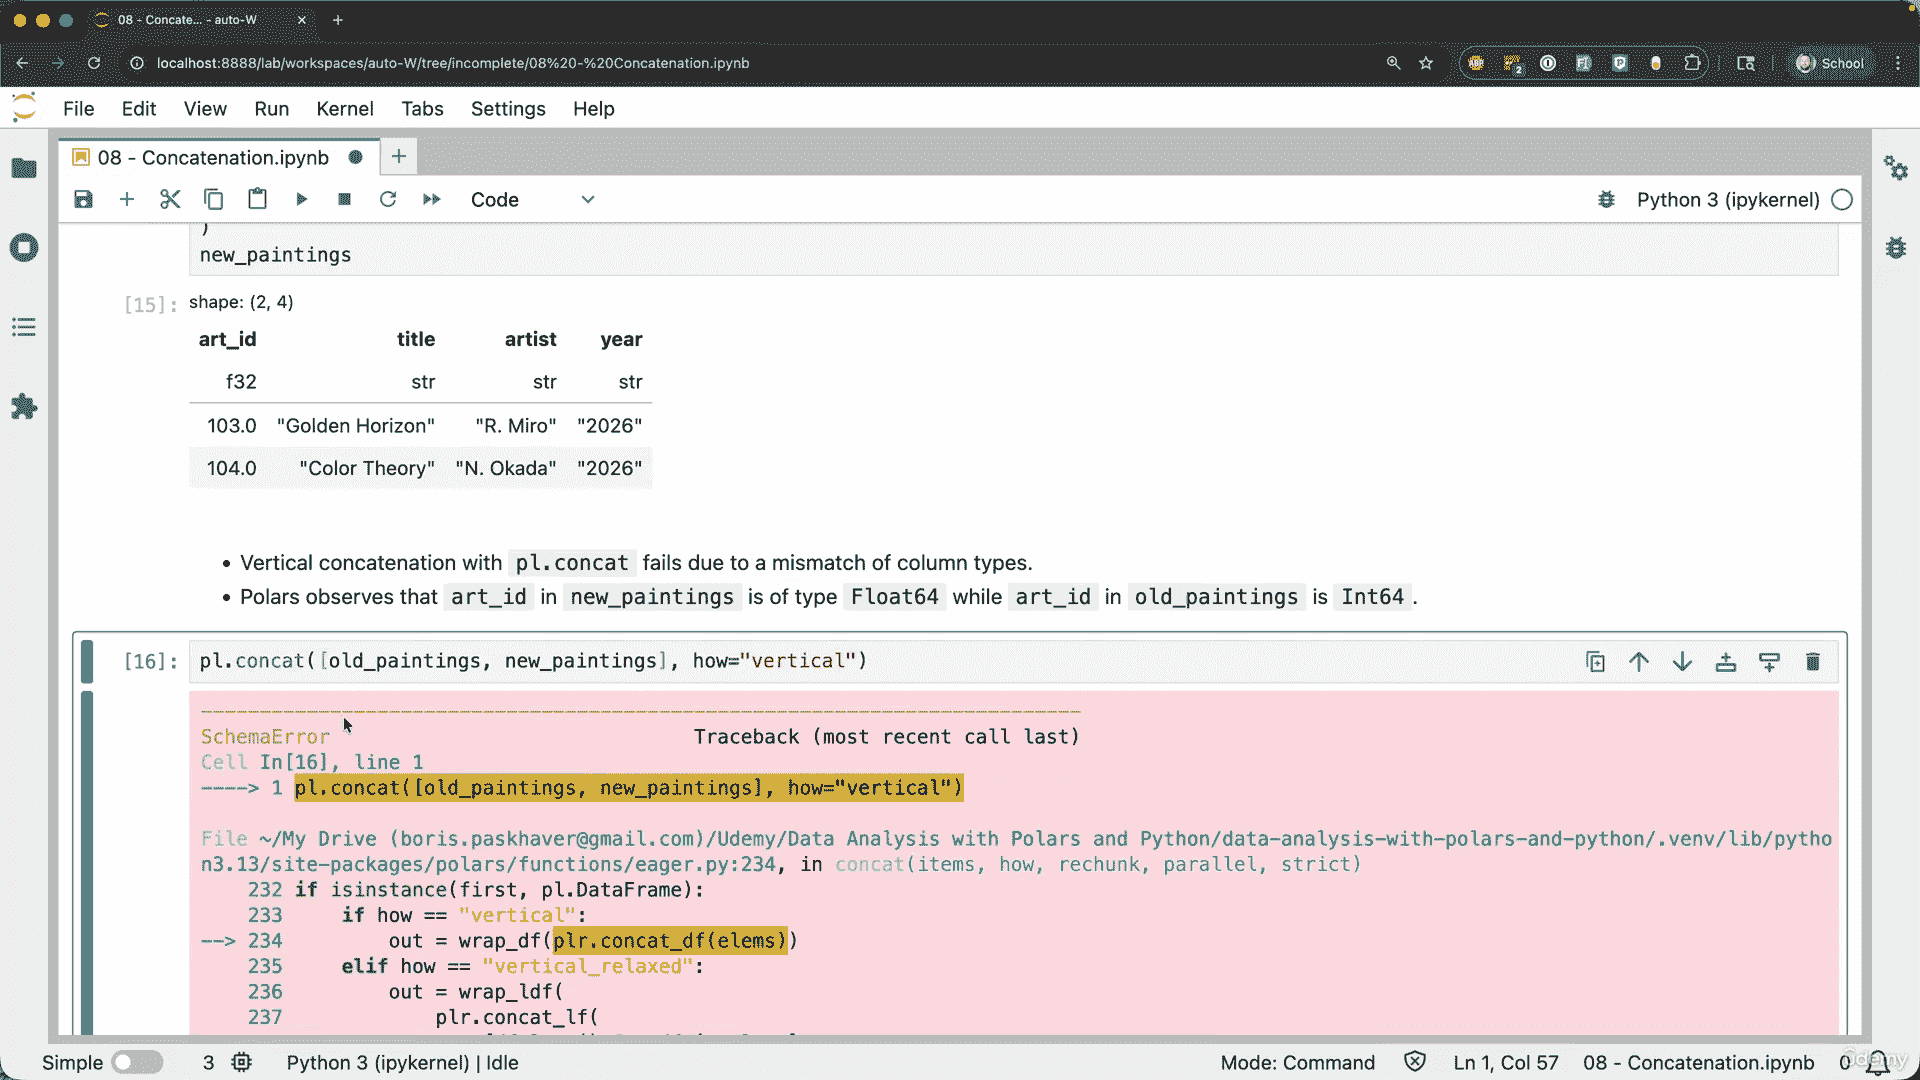 08 - Concate... - auto-W
localhost:8888/lab/workspaces/auto-W/tree/incomplete/08%20-%20Concatenation.ipynb
ABP
2
School
File Edit View Run Kernel Tabs Settings Help
08 - Concatenation.ipynb
Code
Python 3 (ipykernel)
)
new_paintings
[15]: shape: (2, 4)
art_id title artist year
f32 str str str
103.0 "Golden Horizon" "R. Miro" "2026"
104.0 "Color Theory" "N. Okada" "2026"
• Vertical concatenation with pl.concat fails due to a mismatch of column types.
• Polars observes that art_id in new_paintings is of type Float64 while art_id in old_paintings is Int64.
[16]: pl.concat([old_paintings, new_paintings], how="vertical")
---------------------------------------------------------------------------
SchemaError Traceback (most recent call last)
Cell In[16], line 1
----> 1 pl.concat([old_paintings, new_paintings], how="vertical")
File ~/My Drive (boris.paskhaver@gmail.com)/Udemy/Data Analysis with Polars and Python/data-analysis-with-polars-and-python/.venv/lib/pytho
n3.13/site-packages/polars/functions/eager.py:234, in concat(items, how, rechunk, parallel, strict)
232 if isinstance(first, pl.DataFrame):
233 if how == "vertical":
--> 234 out = wrap_df(plr.concat_df(elems))
235 elif how == "vertical_relaxed":
236 out = wrap_ldf(
237 plr.concat_lf(
Simple 3 Python 3 (ipykernel) | Idle Mode: Command Ln 1, Col 57 08 - Concatenation.ipynb 0
Udemy